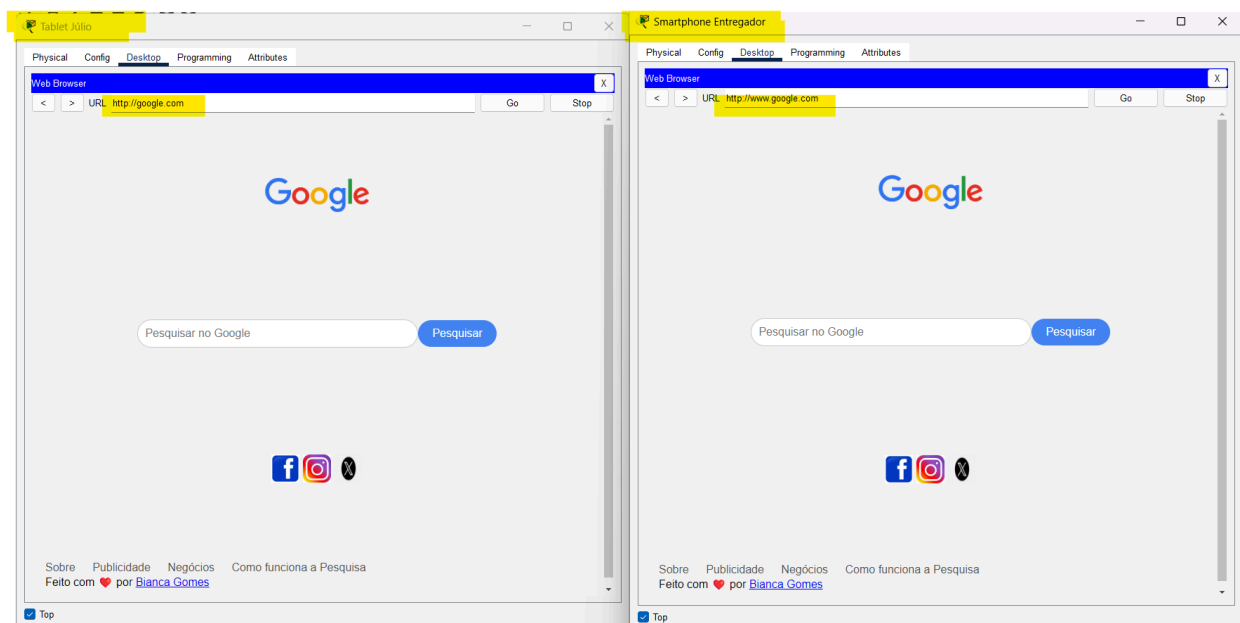 Tablet Júlio
Physical Config Desktop Programming Attributes
Web Browser X
< > URL http://google.com Go Stop
Google
Pesquisar no Google Pesquisar
Sobre Publicidade Negócios Como funciona a Pesquisa
Feito com ❤ por Bianca Gomes
Top
Smartphone Entregador
Physical Config Desktop Programming Attributes
Web Browser X
< > URL http://www.google.com Go Stop
Google
Pesquisar no Google Pesquisar
Sobre Publicidade Negócios Como funciona a Pesquisa
Feito com ❤ por Bianca Gomes
Top